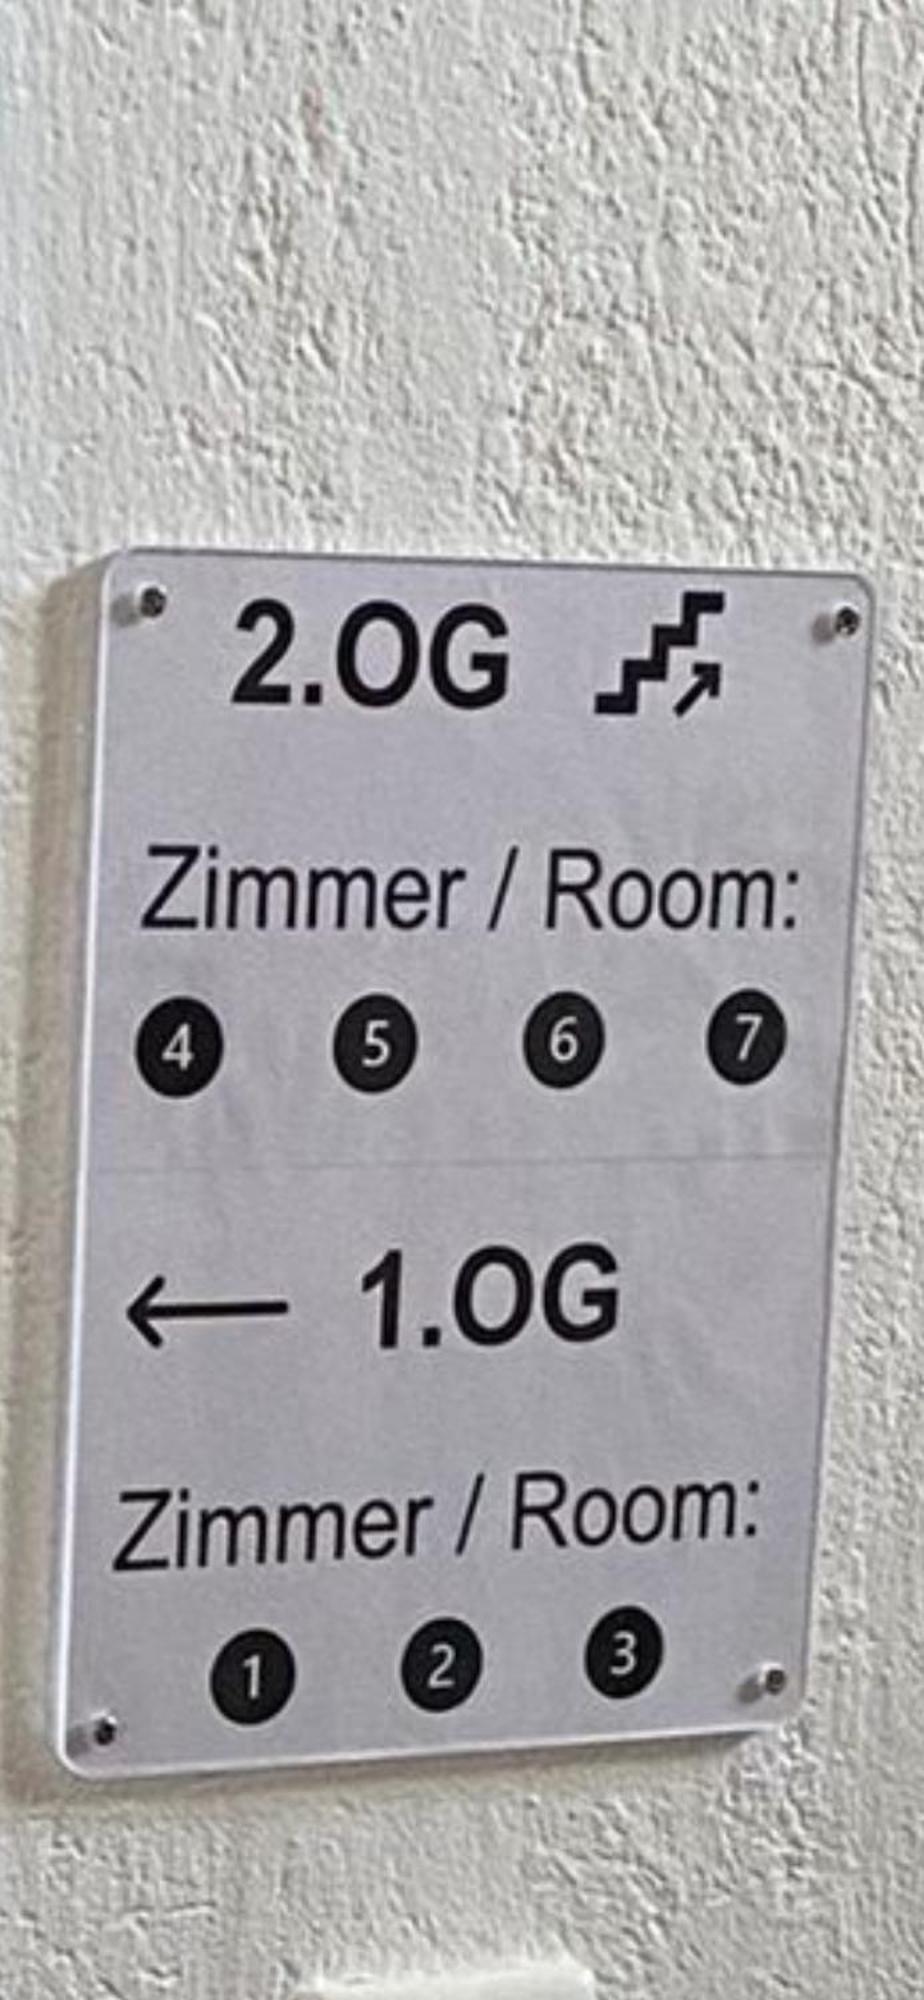 2.OG
Zimmer / Room:
4 5 6 7
← 1.OG
Zimmer / Room:
1 2 3